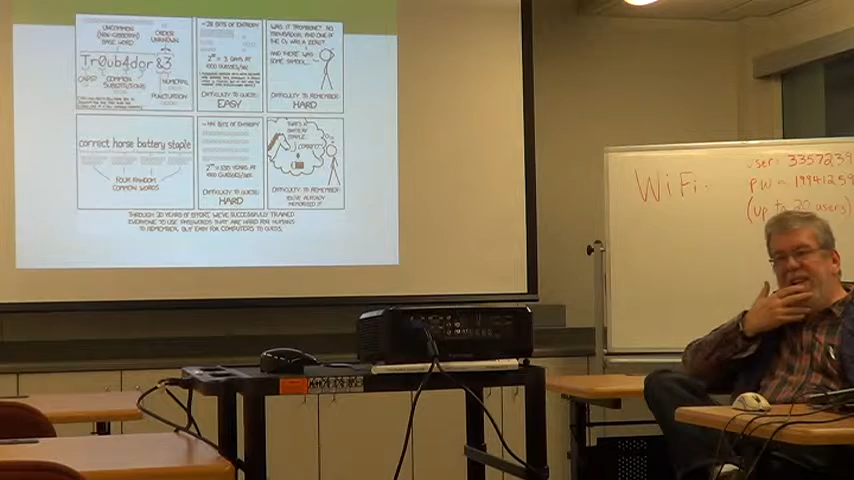 UNCOMMON
(NON-GIBBERISH)
BASE WORD
ORDER
UNKNOWN
Tr0ub4dor &3
CAPS?
COMMON
SUBSTITUTIONS
NUMERAL
PUNCTUATION
~28 BITS OF ENTROPY
2²⁸ = 3 DAYS AT
1000 GUESSES/SEC
DIFFICULTY TO GUESS:
EASY
WAS IT TROMBONE? NO,
TROUBADOR. AND ONE OF
THE Os WAS A ZERO?
AND THERE WAS
SOME SYMBOL...
DIFFICULTY TO REMEMBER:
HARD
correct horse battery staple
FOUR RANDOM
COMMON WORDS
~44 BITS OF ENTROPY
2⁴⁴ = 550 YEARS AT
1000 GUESSES/SEC
DIFFICULTY TO GUESS:
HARD
THAT'S A
BATTERY
STAPLE.
CORRECT!
DIFFICULTY TO REMEMBER:
YOU'VE ALREADY
MEMORIZED IT
THROUGH 20 YEARS OF EFFORT, WE'VE SUCCESSFULLY TRAINED
EVERYONE TO USE PASSWORDS THAT ARE HARD FOR HUMANS
TO REMEMBER, BUT EASY FOR COMPUTERS TO GUESS.
WiFi:
user: 3357239
pw = 19941259
(up to 20 users)